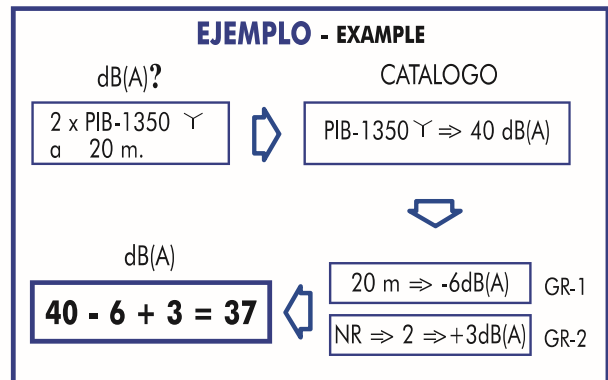 EJEMPLO - EXAMPLE
dB(A)?
2 x PIB-1350 Y
a 20 m.
CATALOGO
PIB-1350 Y ⇒ 40 dB(A)
20 m ⇒ -6dB(A) GR-1
NR ⇒ 2 ⇒+3dB(A) GR-2
dB(A)
40 - 6 + 3 = 37